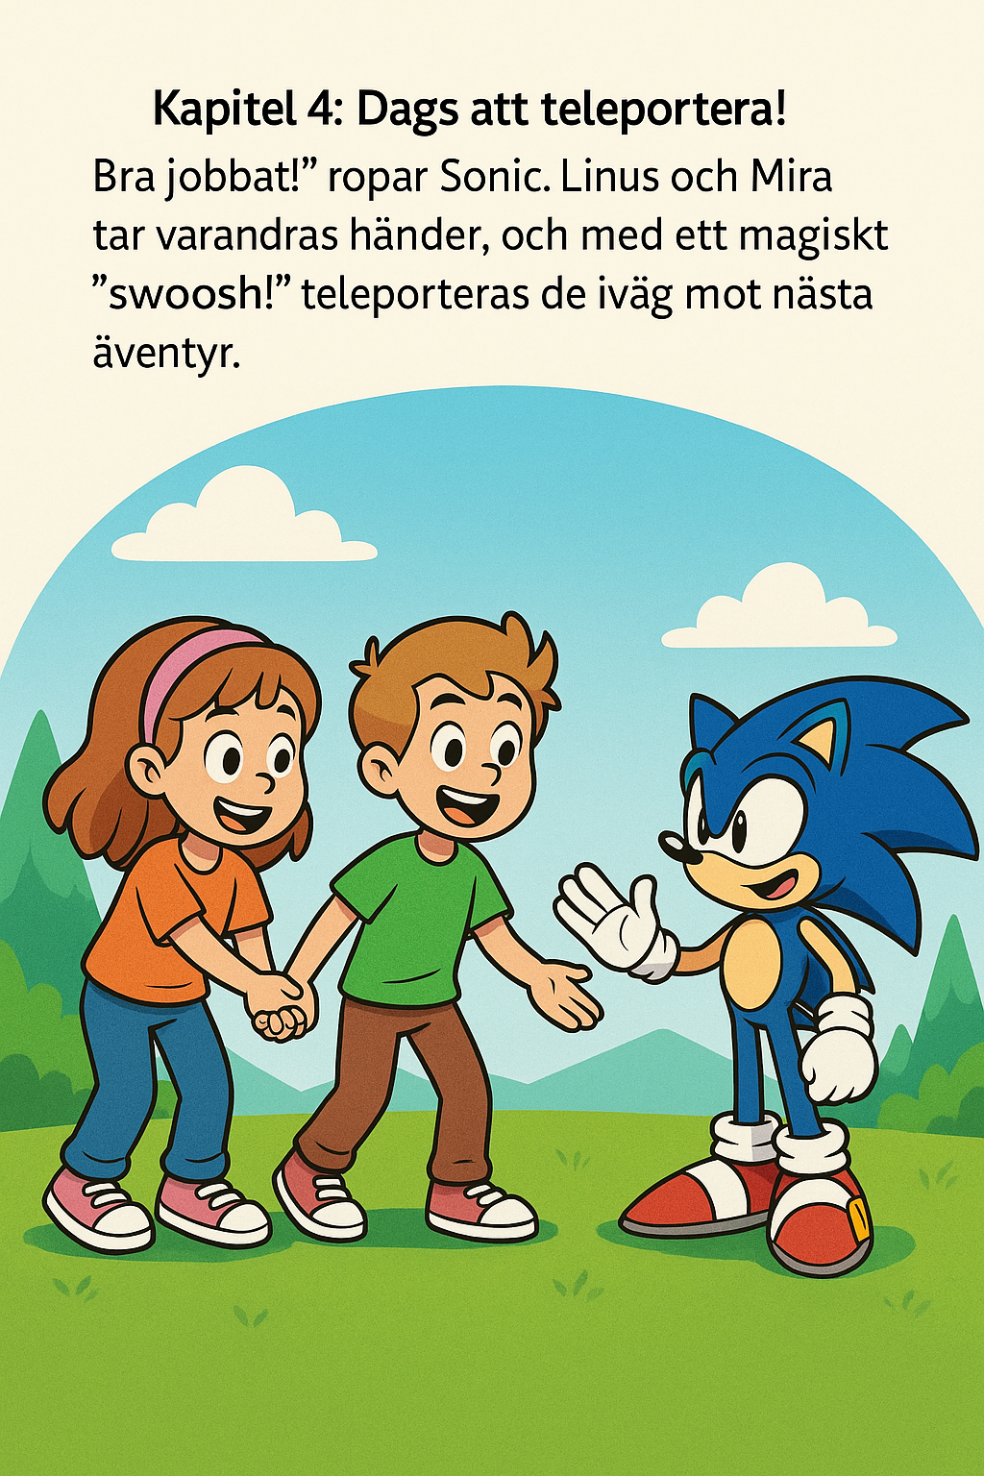 Kapitel 4: Dags att teleportera!
Bra jobbat!” ropar Sonic. Linus och Mira
tar varandras händer, och med ett magiskt
”swoosh!” teleporteras de iväg mot nästa
äventyr.